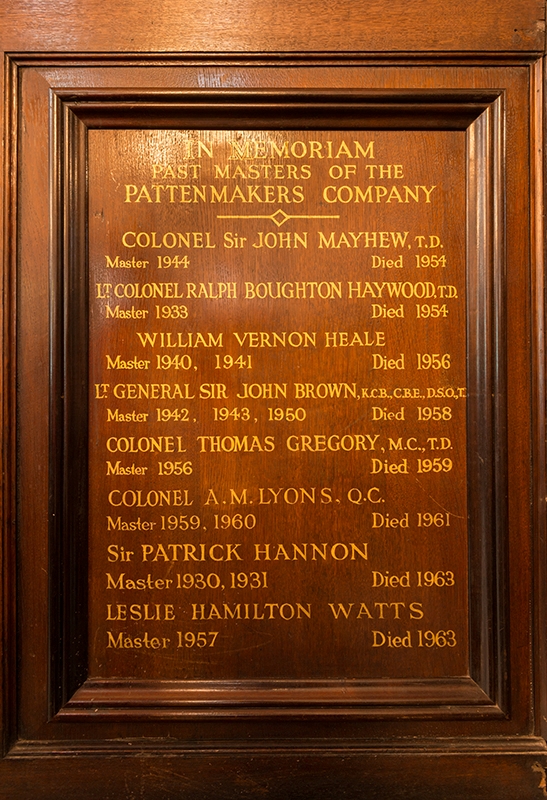 IN MEMORIAM
PAST MASTERS OF THE
PATTENMAKERS COMPANY
COLONEL Sir JOHN MAYHEW, T.D.
Master 1944 Died 1954
LT COLONEL RALPH BOUGHTON HAYWOOD, T.D.
Master 1933 Died 1954
WILLIAM VERNON HEALE
Master 1940, 1941 Died 1956
LT GENERAL SIR JOHN BROWN, K.C.B., C.B.E., D.S.O., T.
Master 1942, 1943, 1950 Died 1958
COLONEL THOMAS GREGORY, M.C., T.D.
Master 1956 Died 1959
COLONEL A.M. LYONS, Q.C.
Master 1959, 1960 Died 1961
Sir PATRICK HANNON
Master 1930, 1931 Died 1963
LESLIE HAMILTON WATTS
Master 1957 Died 1963